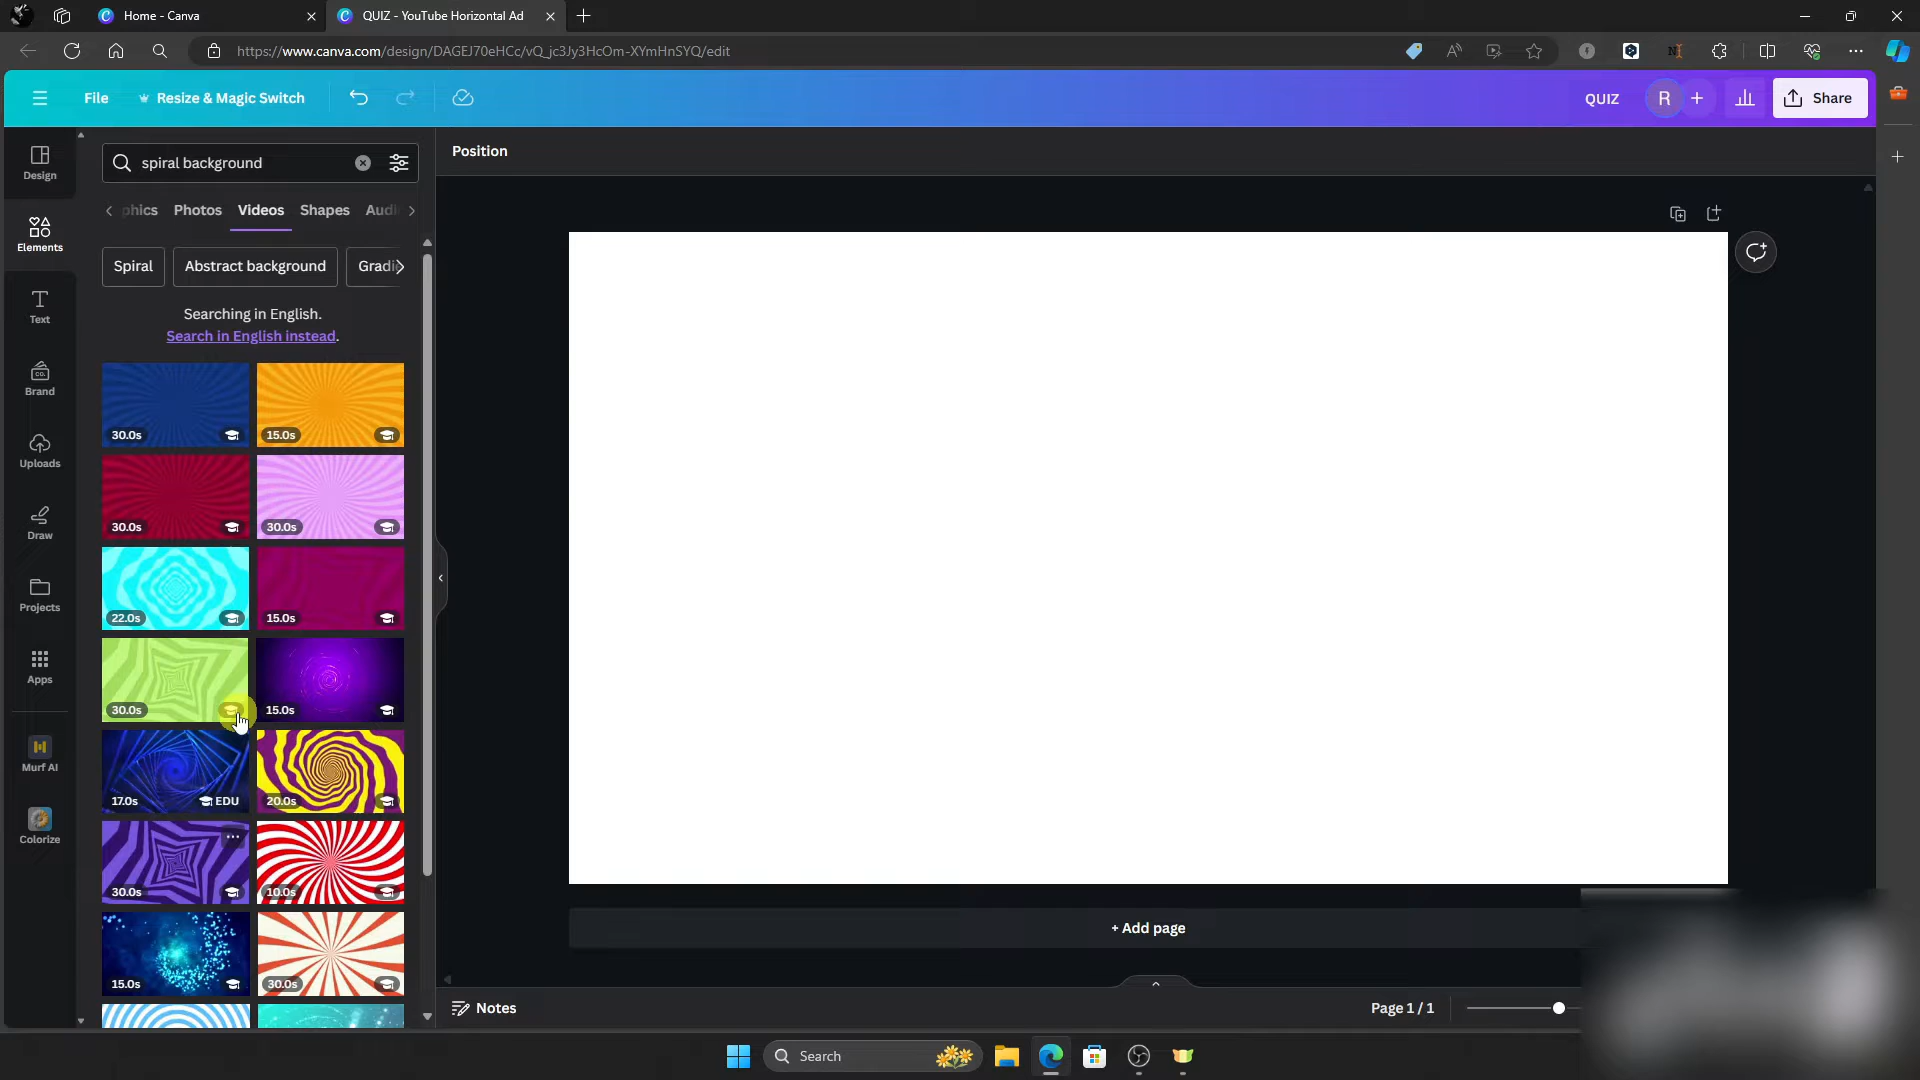 Home - Canva
QUIZ - YouTube Horizontal Ad
https://www.canva.com/design/DAGEJ70eHCc/vQ_jc3Jy3HcOm-XYmHnSYQ/edit
File
Resize & Magic Switch
QUIZ
R
Share
Design
Elements
Text
Brand
Uploads
Draw
Projects
Apps
Murf AI
Colorize
spiral background
phics
Photos
Videos
Shapes
Audi
Spiral
Abstract background
Gradi
Searching in English.
Search in English instead.
30.0s
15.0s
30.0s
30.0s
22.0s
15.0s
30.0s
15.0s
17.0s
EDU
20.0s
30.0s
10.0s
15.0s
30.0s
Position
+ Add page
Notes
Page 1 / 1
Search